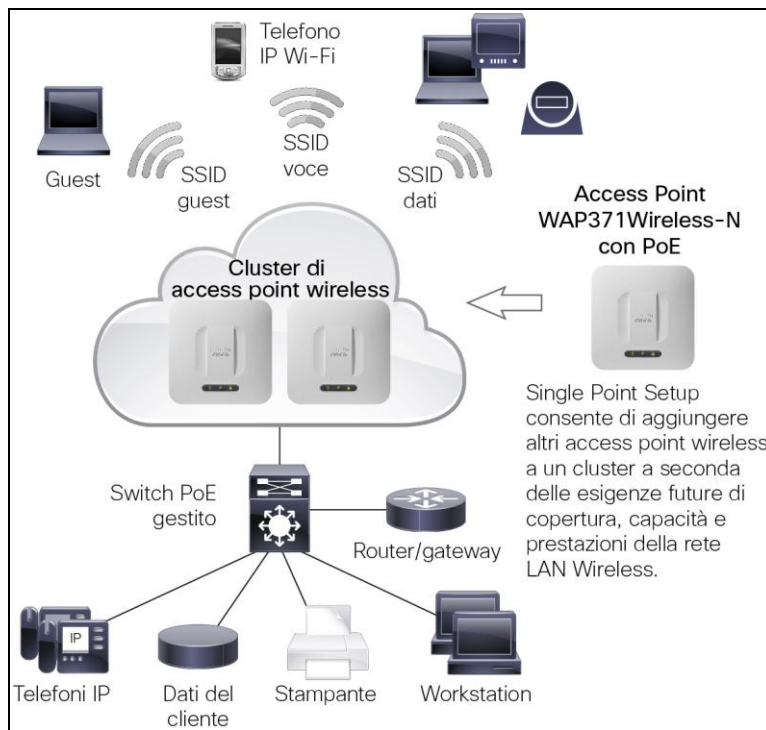 Telefono
IP Wi-Fi
Guest
SSID
guest
SSID
voce
SSID
dati
Access Point
WAP371Wireless-N
con PoE
Cluster di
access point wireless
Single Point Setup
consente di aggiungere
altri access point wireless
a un cluster a seconda
delle esigenze future di
copertura, capacità e
prestazioni della rete
LAN Wireless.
Switch PoE
gestito
Router/gateway
IP
Telefoni IP
Dati del
cliente
Stampante
Workstation